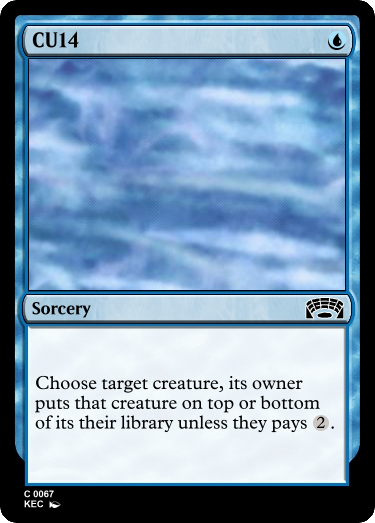 CU14
Sorcery
Choose target creature, its owner
puts that creature on top or bottom
of its their library unless they pays 2.
C 0067
KEC